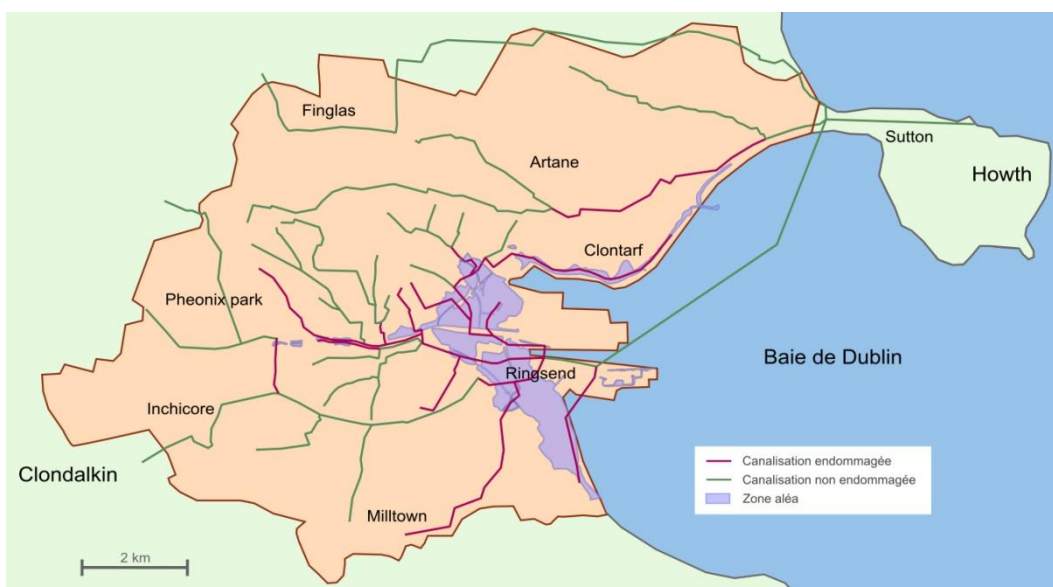 Finglas
Artane
Sutton
Howth
Clontarf
Pheonix park
Baie de Dublin
Ringsend
Inchicore
Clondalkin
Canalisation endommagée
Canalisation non endommagée
Zone aléa
Milltown
2 km